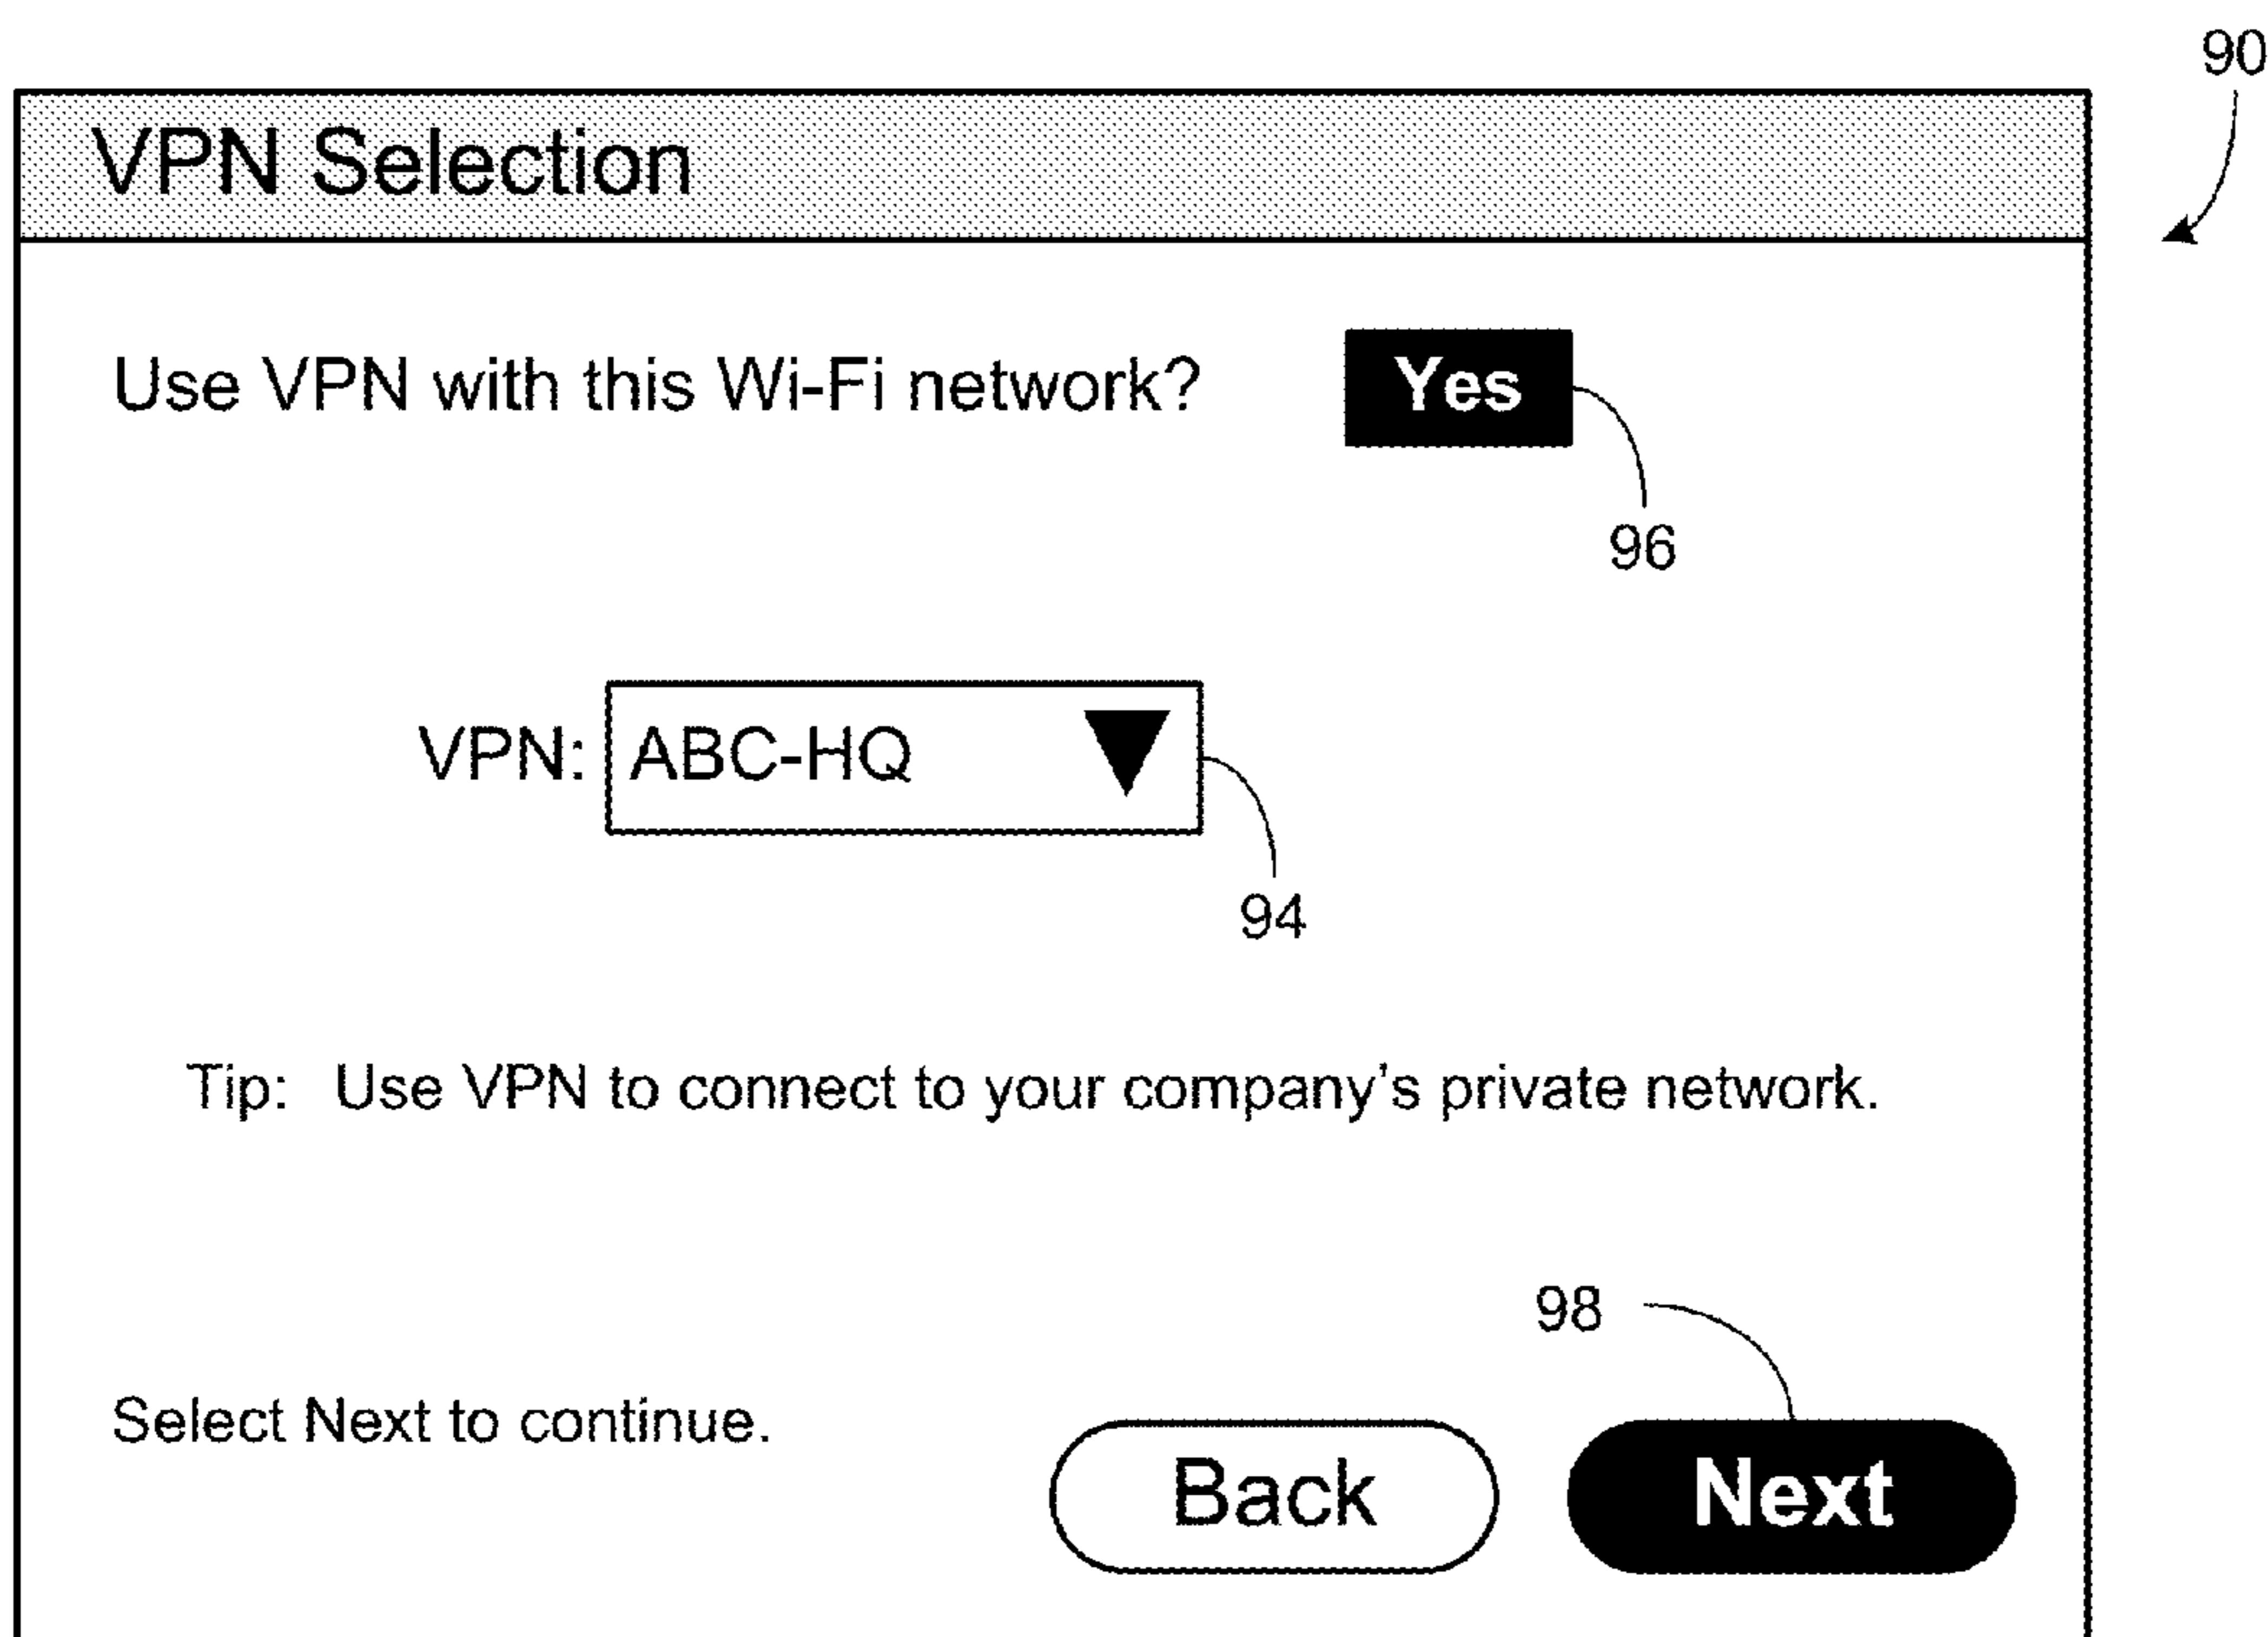 90
VPN Selection
Use VPN with this Wi-Fi network? Yes
96
VPN: ABC-HQ
94
Tip: Use VPN to connect to your company's private network.
98
Select Next to continue.
Back Next